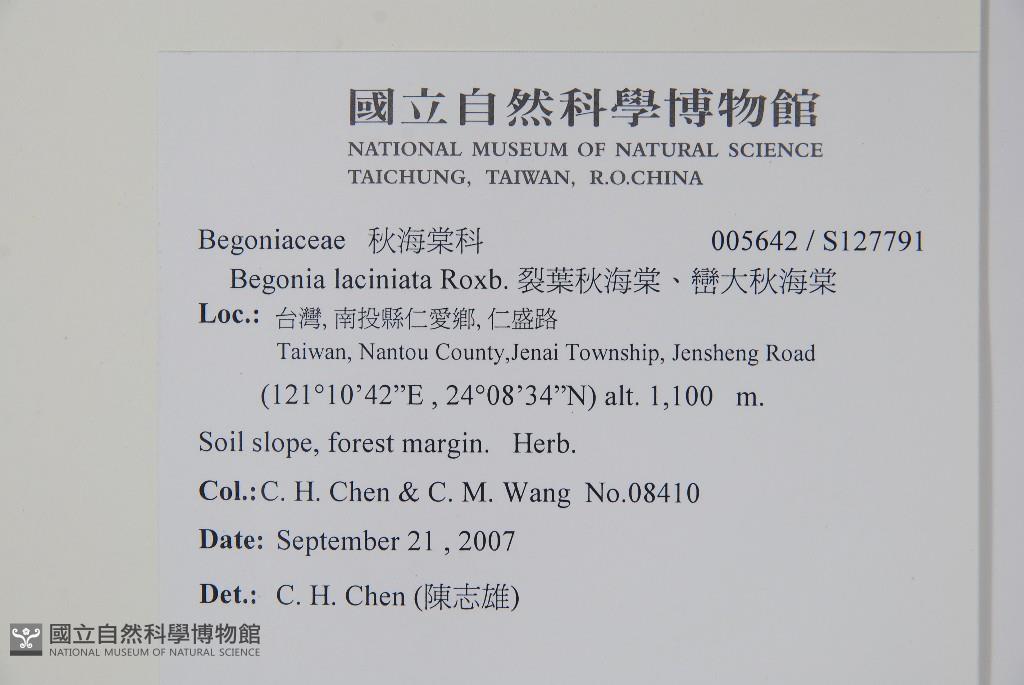 國立自然科學博物館
NATIONAL MUSEUM OF NATURAL SCIENCE
TAICHUNG, TAIWAN, R.O.CHINA
Begoniaceae 秋海棠科 005642 / S127791
Begonia laciniata Roxb. 裂葉秋海棠、巒大秋海棠
Loc.: 台灣, 南投縣仁愛鄉, 仁盛路
Taiwan, Nantou County,Jenai Township, Jensheng Road
(121°10’42”E , 24°08’34”N) alt. 1,100 m.
Soil slope, forest margin. Herb.
Col.: C. H. Chen & C. M. Wang No.08410
Date: September 21 , 2007
Det.: C. H. Chen (陳志雄)
國立自然科學博物館
NATIONAL MUSEUM OF NATURAL SCIENCE